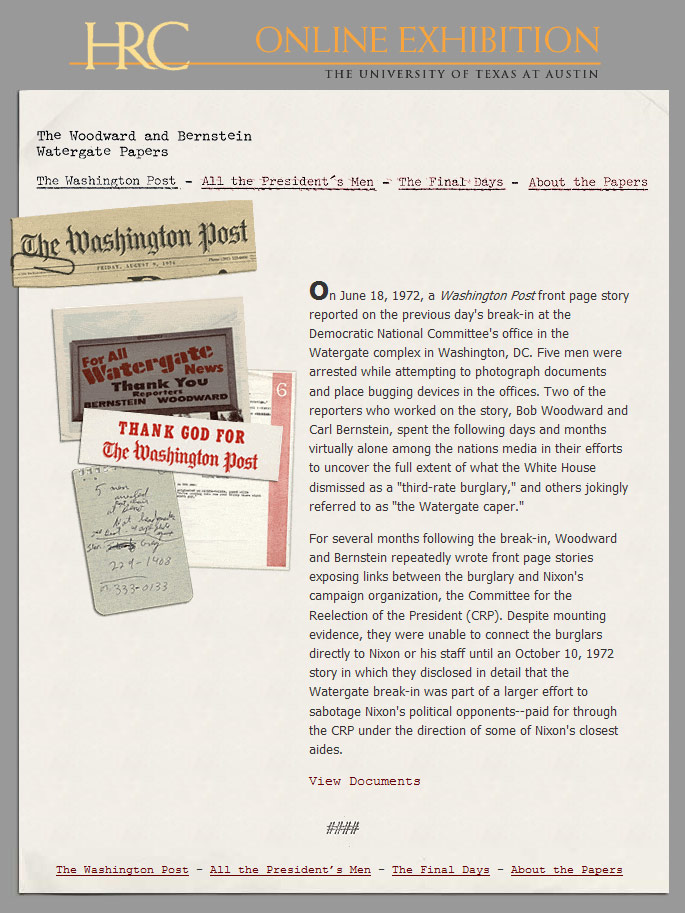 HRC ONLINE EXHIBITION
THE UNIVERSITY OF TEXAS AT AUSTIN
The Woodward and Bernstein
Watergate Papers
The Washington Post - All the President's Men - The Final Days - About the Papers
The Washington Post
FRIDAY, AUGUST 9, 1974
For All
Watergate
News
Thank You
Reporters
BERNSTEIN WOODWARD
6
THANK GOD FOR
The Washington Post
5 men
arrested
229-1408
333-0133
On June 18, 1972, a Washington Post front page story
reported on the previous day's break-in at the
Democratic National Committee's office in the
Watergate complex in Washington, DC. Five men were
arrested while attempting to photograph documents
and place bugging devices in the offices. Two of the
reporters who worked on the story, Bob Woodward and
Carl Bernstein, spent the following days and months
virtually alone among the nations media in their efforts
to uncover the full extent of what the White House
dismissed as a "third-rate burglary," and others jokingly
referred to as "the Watergate caper."
For several months following the break-in, Woodward
and Bernstein repeatedly wrote front page stories
exposing links between the burglary and Nixon's
campaign organization, the Committee for the
Reelection of the President (CRP). Despite mounting
evidence, they were unable to connect the burglars
directly to Nixon or his staff until an October 10, 1972
story in which they disclosed in detail that the
Watergate break-in was part of a larger effort to
sabotage Nixon's political opponents--paid for through
the CRP under the direction of some of Nixon's closest
aides.
View Documents
####
The Washington Post - All the President's Men - The Final Days - About the Papers